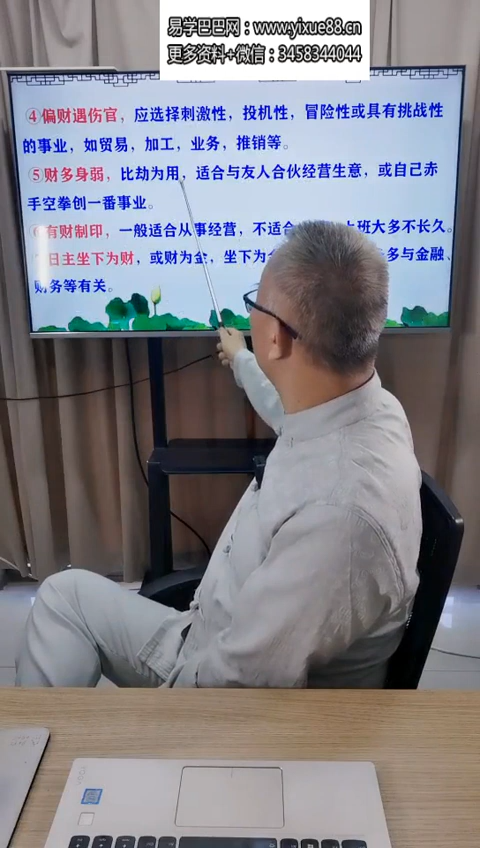 易学巴巴网：www.yixue88.cn
更多资料+微信：3458344044
④偏财遇伤官，应选择刺激性，投机性，冒险性或具有挑战性
的事业，如贸易，加工，业务，推销等。
⑤财多身弱，比劫为用，适合与友人合伙经营生意，或自己赤
手空拳创一番事业。
有财制印，一般适合从事经营，不适合 上班大多不长久。
日主坐下为财，或财为金，坐下为 多与金融、
财务等有关。